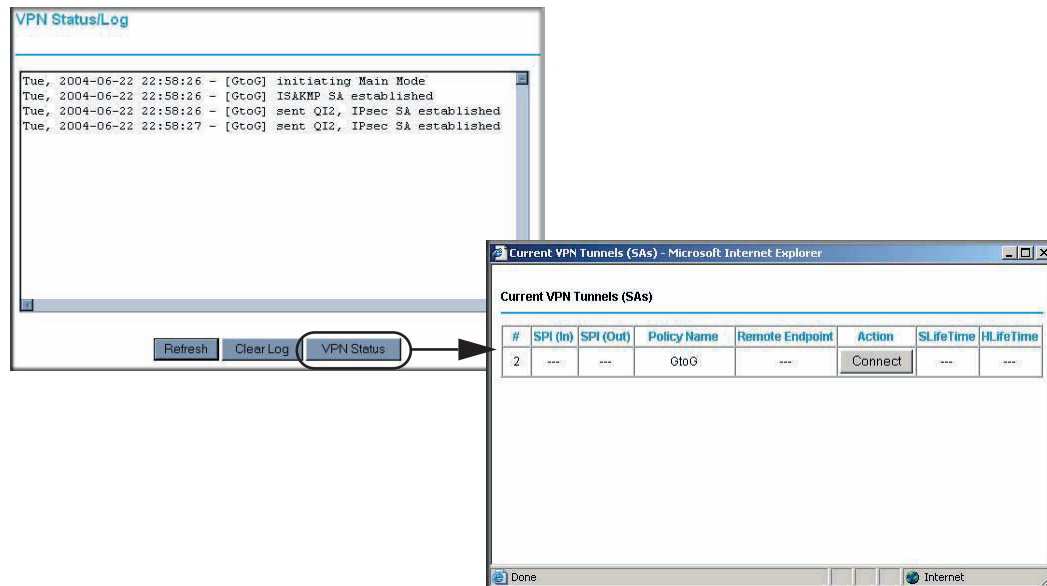 VPN Status/Log
Tue, 2004-06-22 22:58:26 - [GtoG] initiating Main Mode
Tue, 2004-06-22 22:58:26 - [GtoG] ISAKMP SA established
Tue, 2004-06-22 22:58:26 - [GtoG] sent QI2, IPsec SA established
Tue, 2004-06-22 22:58:27 - [GtoG] sent QI2, IPsec SA established
Refresh Clear Log VPN Status
Current VPN Tunnels (SAs) - Microsoft Internet Explorer
Current VPN Tunnels (SAs)
# SPI (In) SPI (Out) Policy Name Remote Endpoint Action SLifeTime HLifeTime
2 --- --- GtoG --- Connect --- ---
Done Internet